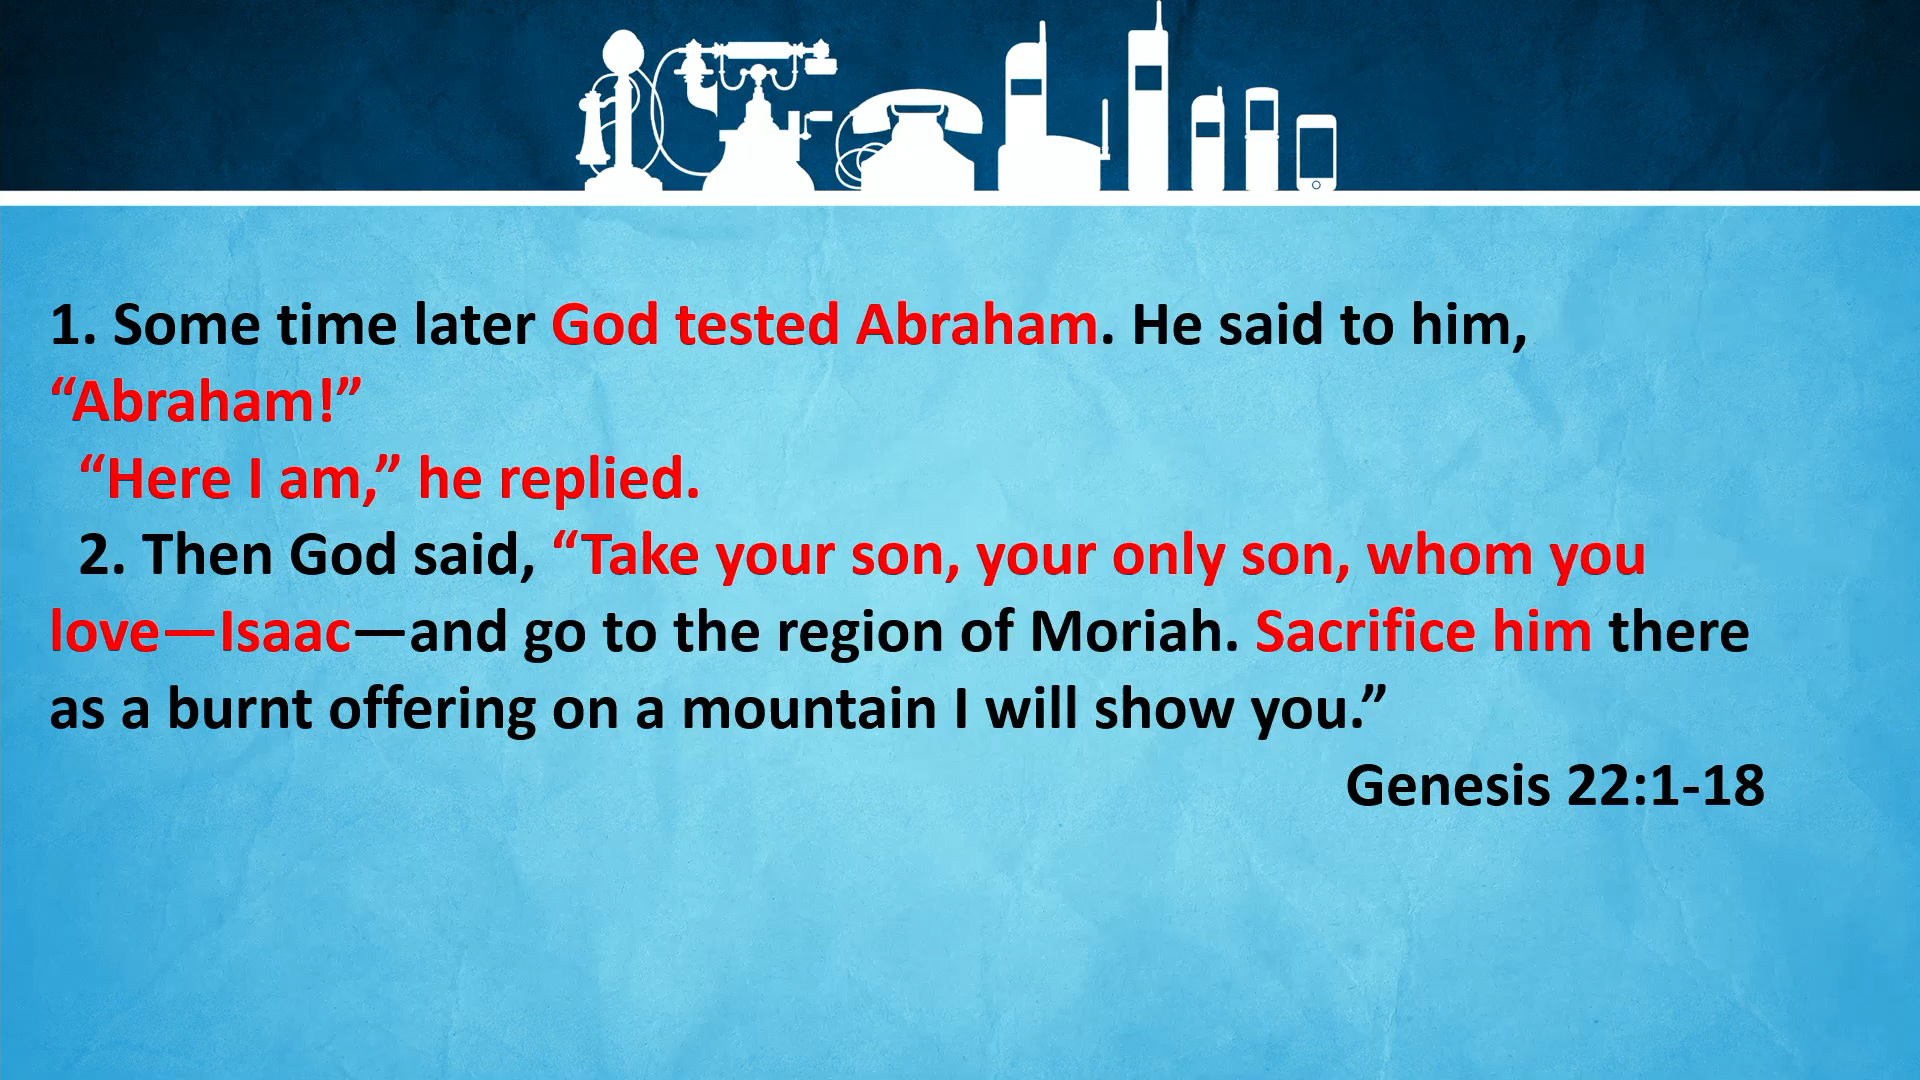 1. Some time later God tested Abraham. He said to him,
“Abraham!”
“Here I am,” he replied.
2. Then God said, “Take your son, your only son, whom you
love—Isaac—and go to the region of Moriah. Sacrifice him there
as a burnt offering on a mountain I will show you.”
Genesis 22:1-18